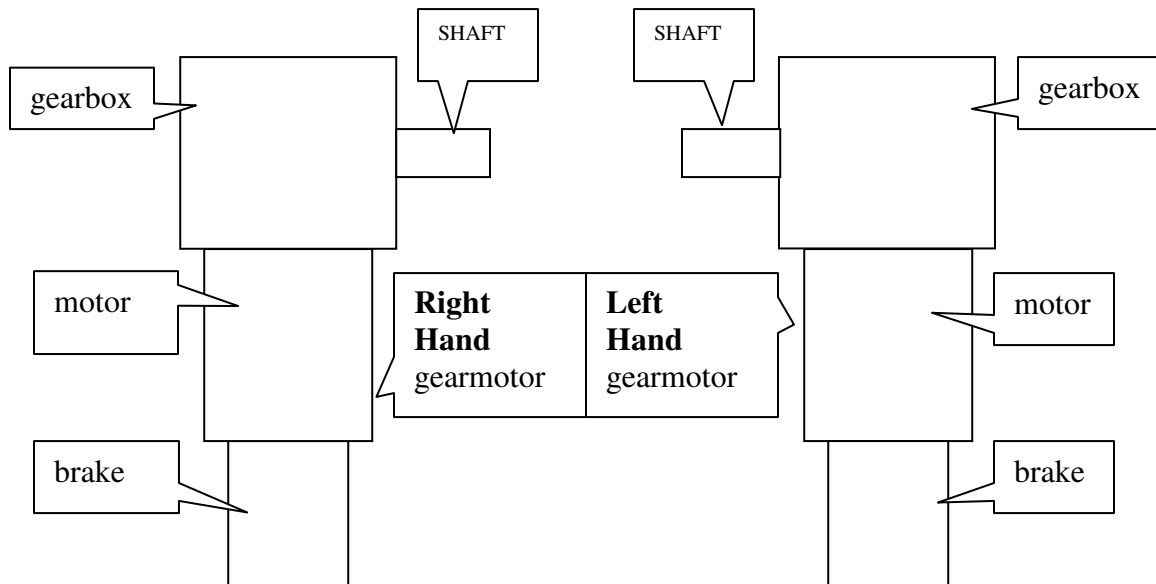 SHAFT
SHAFT
gearbox
gearbox
motor
Right
Hand
gearmotor
Left
Hand
gearmotor
motor
brake
brake